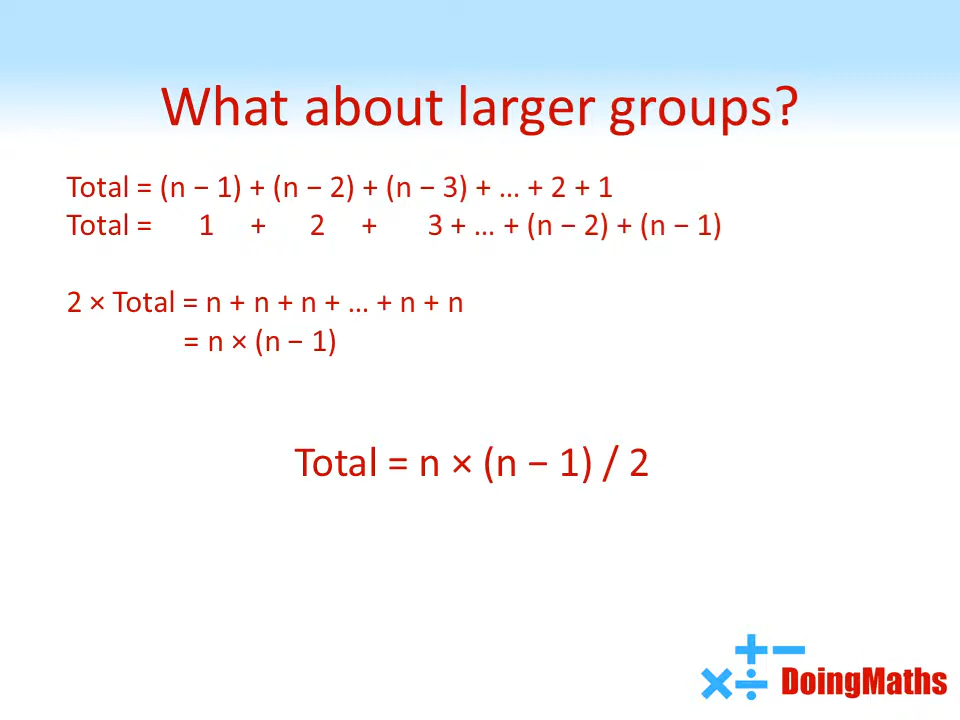 What about larger groups?
Total = (n − 1) + (n − 2) + (n − 3) + ... + 2 + 1
Total = 1 + 2 + 3 + ... + (n − 2) + (n − 1)
2 × Total = n + n + n + ... + n + n
= n × (n − 1)
Total = n × (n − 1) / 2
DoingMaths